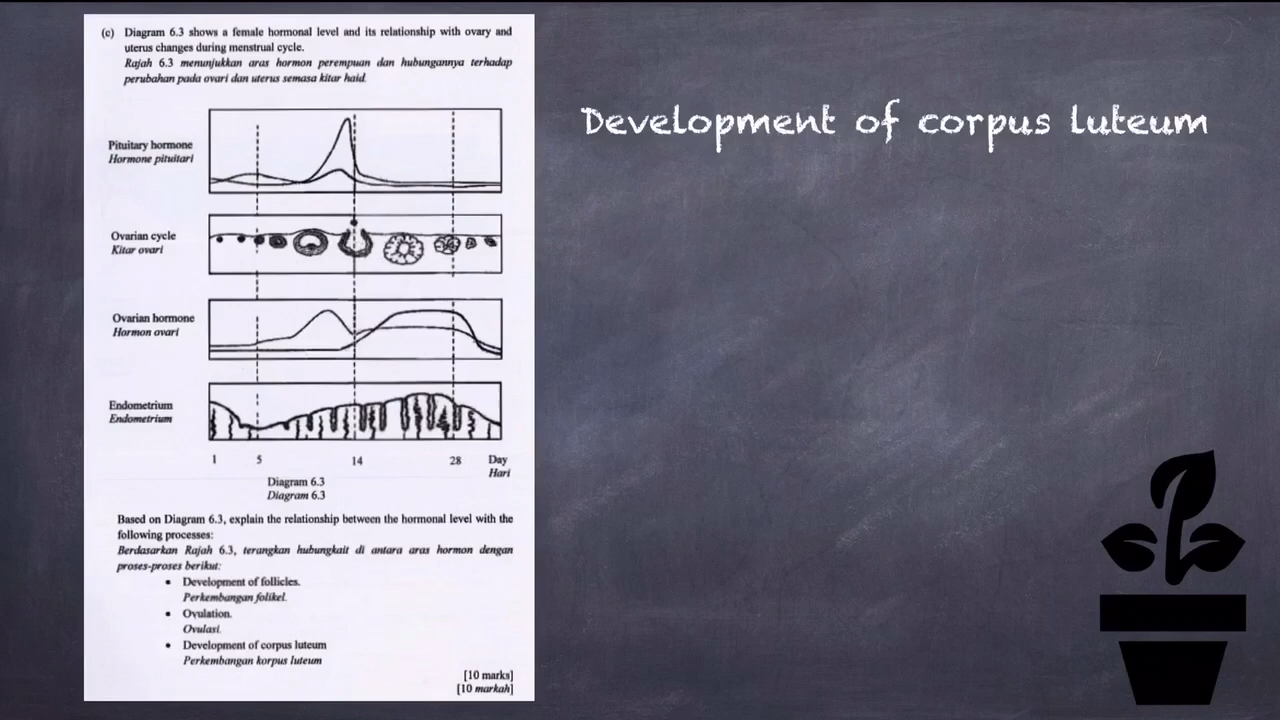 (c) Diagram 6.3 shows a female hormonal level and its relationship with ovary and
uterus changes during menstrual cycle.
Rajah 6.3 menunjukkan aras hormon perempuan dan hubungannya terhadap
perubahan pada ovari dan uterus semasa kitar haid.
Pituitary hormone
Hormone pituitari
Ovarian cycle
Kitar ovari
Ovarian hormone
Hormon ovari
Endometrium
Endometrium
1 5 14 28 Day
Hari
Diagram 6.3
Diagram 6.3
Based on Diagram 6.3, explain the relationship between the hormonal level with the
following processes:
Berdasarkan Rajah 6.3, terangkan hubungkait di antara aras hormon dengan
proses-proses berikut:
• Development of follicles.
Perkembangan folikel.
• Ovulation.
Ovulasi.
• Development of corpus luteum
Perkembangan korpus luteum
[10 marks]
[10 markah]
Development of corpus luteum